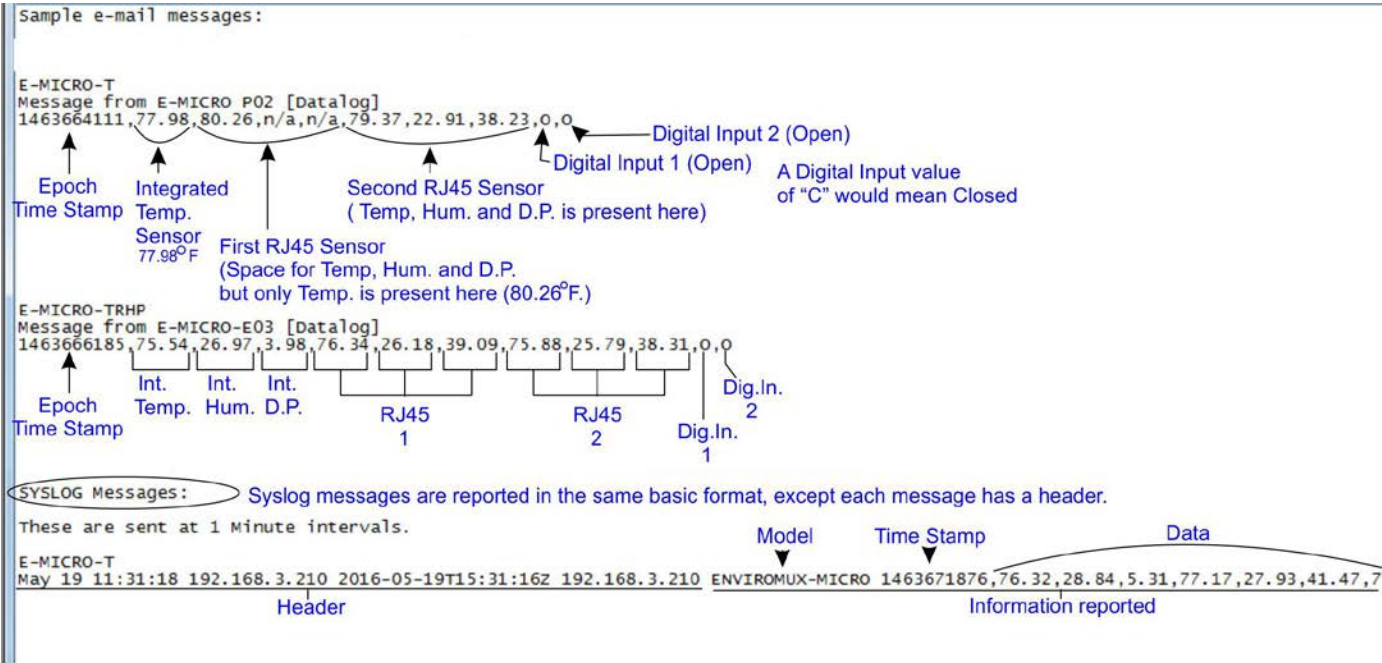 Sample e-mail messages:
E-MICRO-T
Message from E-MICRO P02 [Datalog]
1463664111,77.98,80.26,n/a,n/a,79.37,22.91,38.23,o,o
Digital Input 2 (Open)
Digital Input 1 (Open)
A Digital Input value
of “C” would mean Closed
Epoch
Time Stamp
Integrated
Temp.
Sensor
77.98°F
Second RJ45 Sensor
( Temp, Hum. and D.P. is present here)
First RJ45 Sensor
(Space for Temp, Hum. and D.P.
but only Temp. is present here (80.26°F.)
E-MICRO-TRHP
Message from E-MICRO-E03 [Datalog]
1463666185,75.54,26.97,3.98,76.34,26.18,39.09,75.88,25.79,38.31,o,o
Epoch
Time Stamp
Int.
Temp.
Int.
Hum.
Int.
D.P.
RJ45
1
RJ45
2
Dig.In.
1
Dig.In.
2
SYSLOG Messages:
Syslog messages are reported in the same basic format, except each message has a header.
These are sent at 1 Minute intervals.
Model
Time Stamp
Data
E-MICRO-T
May 19 11:31:18 192.168.3.210 2016-05-19T15:31:16Z 192.168.3.210 ENVIROMUX-MICRO 1463671876,76.32,28.84,5.31,77.17,27.93,41.47,7
Header
Information reported